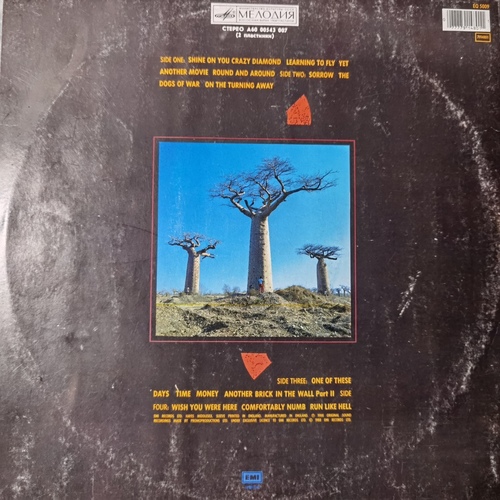 МЕЛОДИЯ
СТЕРЕО А60 00543 007
(2 пластинки)
EQ 5009
SIDE ONE: SHINE ON YOU CRAZY DIAMOND LEARNING TO FLY YET
ANOTHER MOVIE ROUND AND AROUND SIDE TWO: SORROW THE
DOGS OF WAR ON THE TURNING AWAY
SIDE THREE: ONE OF THESE
DAYS TIME MONEY ANOTHER BRICK IN THE WALL Part II SIDE
FOUR: WISH YOU WERE HERE COMFORTABLY NUMB RUN LIKE HELL
EMI